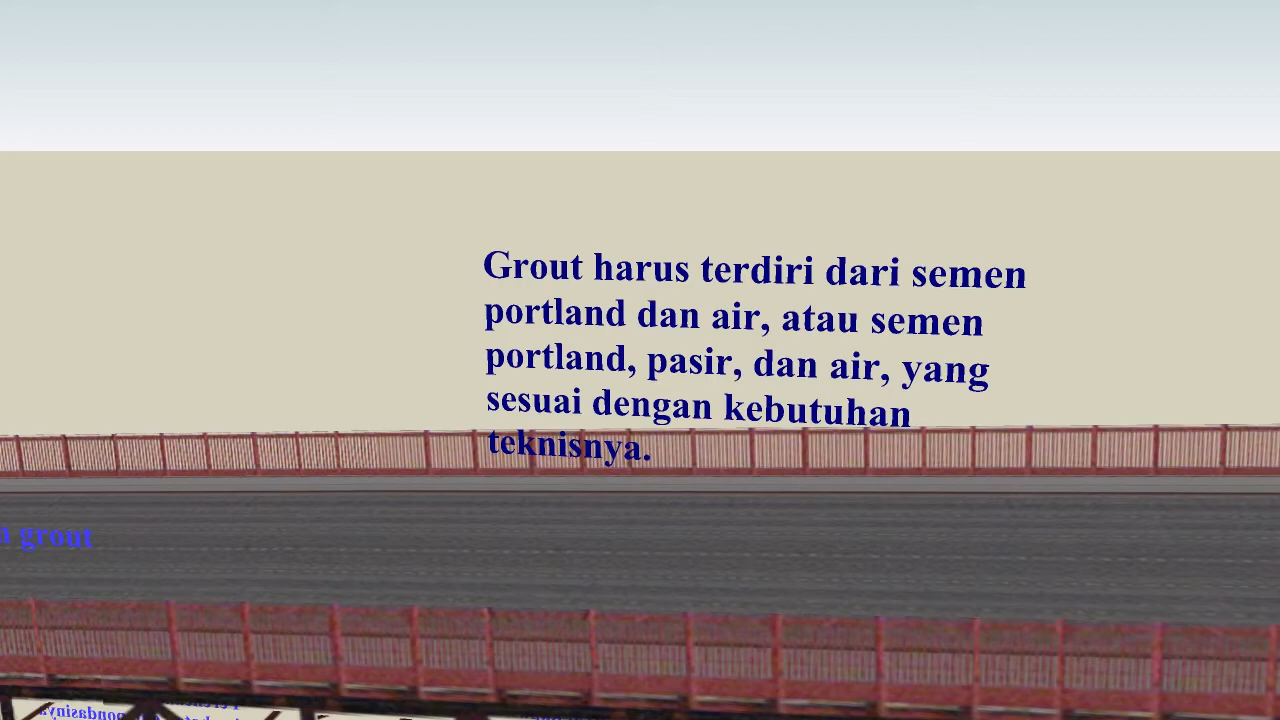 Grout harus terdiri dari semen
portland dan air, atau semen
portland, pasir, dan air, yang
sesuai dengan kebutuhan
teknisnya.
grout